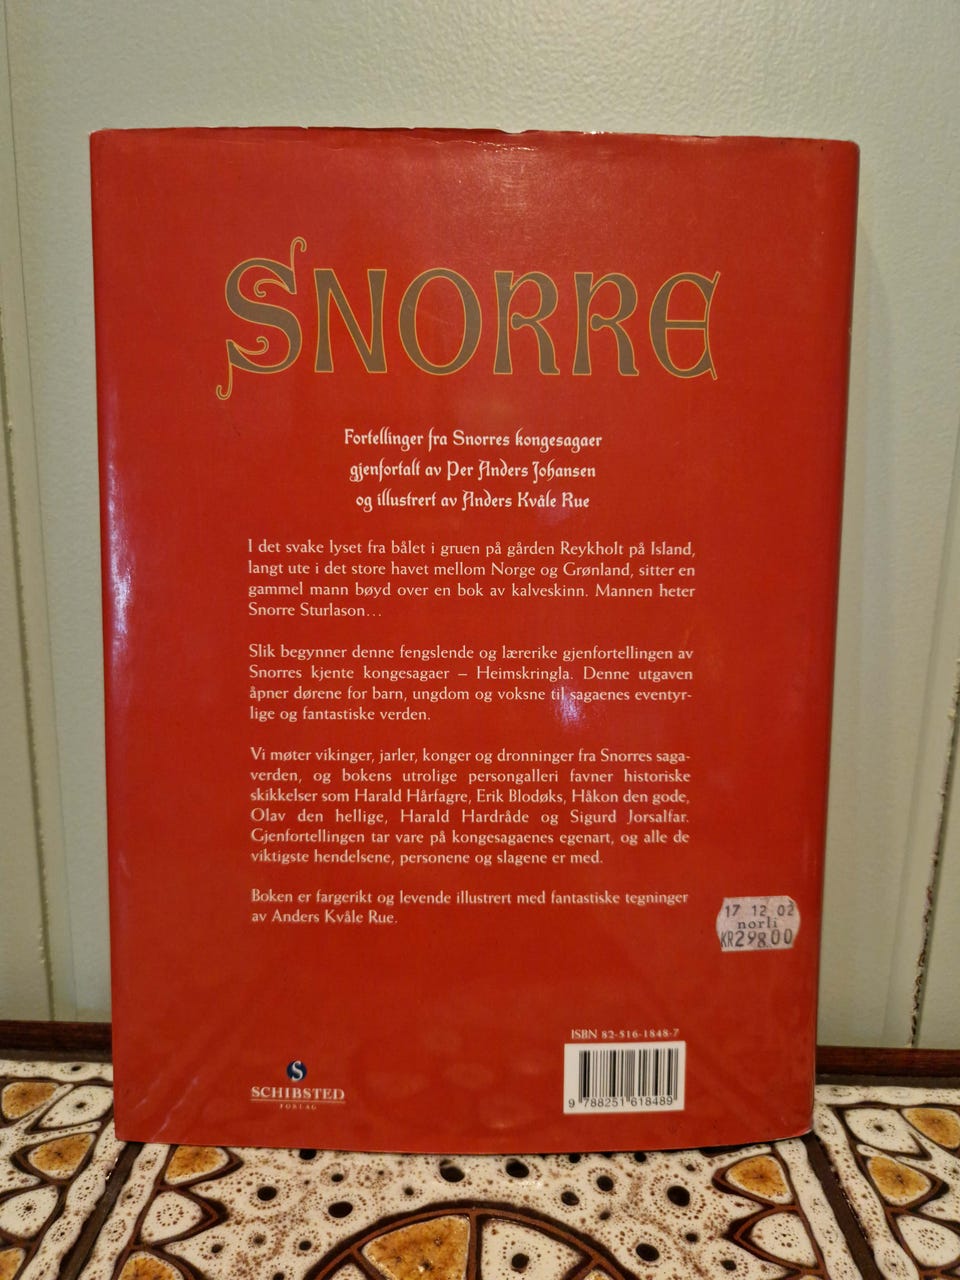 SNORRE
Fortellinger fra Snorres kongesagaer
gjenfortalt av Per Anders Johansen
og illustrert av Anders Kvåle Rue
I det svake lyset fra bålet i gruen på gården Reykholt på Island,
langt ute i det store havet mellom Norge og Grønland, sitter en
gammel mann bøyd over en bok av kalveskinn. Mannen heter
Snorre Sturlason...
Slik begynner denne fengslende og lærerike gjenfortellingen av
Snorres kjente kongesagaer – Heimskringla. Denne utgaven
åpner dørene for barn, ungdom og voksne til sagaenes eventyr-
lige og fantastiske verden.
Vi møter vikinger, jarler, konger og dronninger fra Snorres saga-
verden, og bokens utrolige persongalleri favner historiske
skikkelser som Harald Hårfagre, Erik Blodøks, Håkon den gode,
Olav den hellige, Harald Hardråde og Sigurd Jorsalfar.
Gjenfortellingen tar vare på kongesagaenes egenart, og alle de
viktigste hendelsene, personene og slagene er med.
Boken er fargerikt og levende illustrert med fantastiske tegninger
av Anders Kvåle Rue.
17 12 02
norli
KR298.00
ISBN 82-516-1848-7
9 788251 618489
S
SCHIBSTED
FORLAG